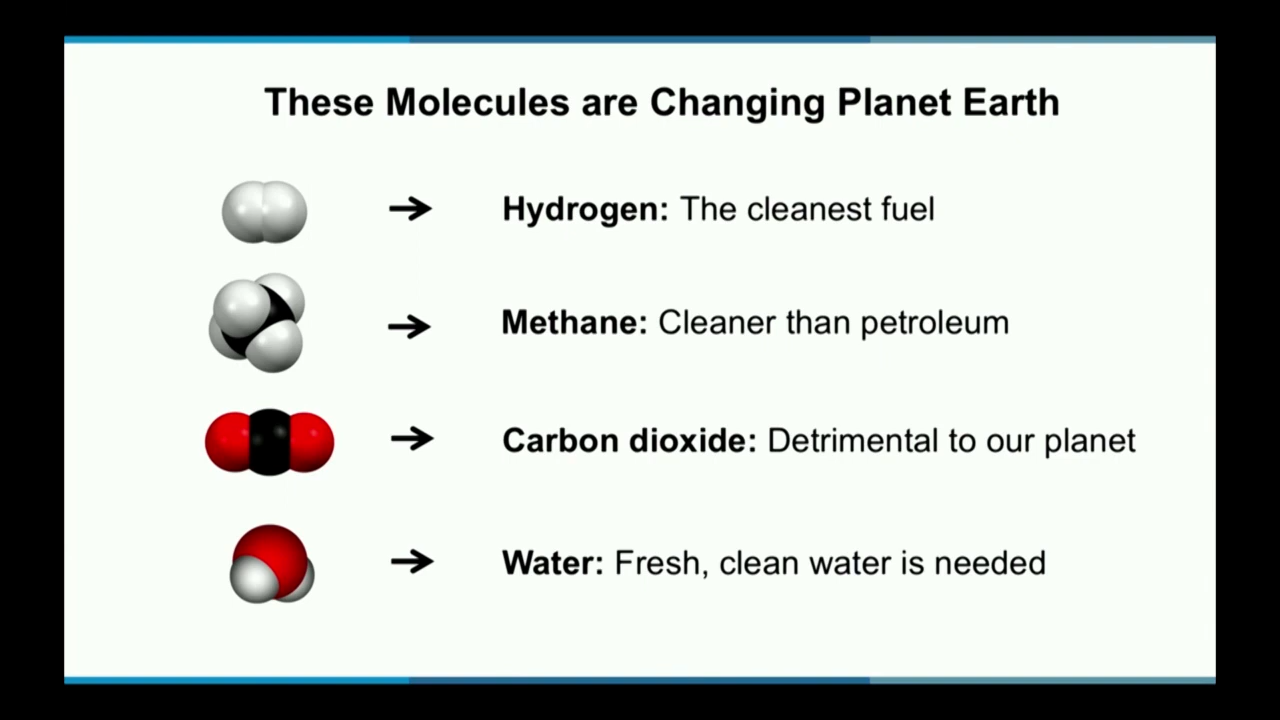 These Molecules are Changing Planet Earth
Hydrogen: The cleanest fuel
Methane: Cleaner than petroleum
Carbon dioxide: Detrimental to our planet
Water: Fresh, clean water is needed